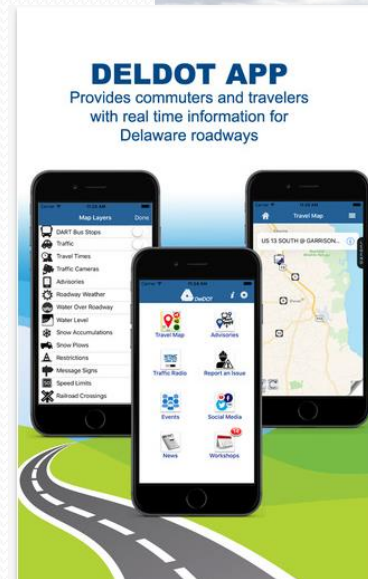 DELDOT APP
Provides commuters and travelers
with real time information for
Delaware roadways
Map Layers
Done
DART Bus Stops
Traffic
Travel Times
Traffic Cameras
Advisories
Roadway Weather
Water Over Roadway
Water Level
Snow Accumulations
Snow Plows
Restrictions
Message Signs
Speed Limits
Railroad Crossings
DelDOT
Travel Map
Advisories
Traffic Radio
Report an Issue
Events
Social Media
News
Workshops
Travel Map
US 13 SOUTH @ GARRISON...